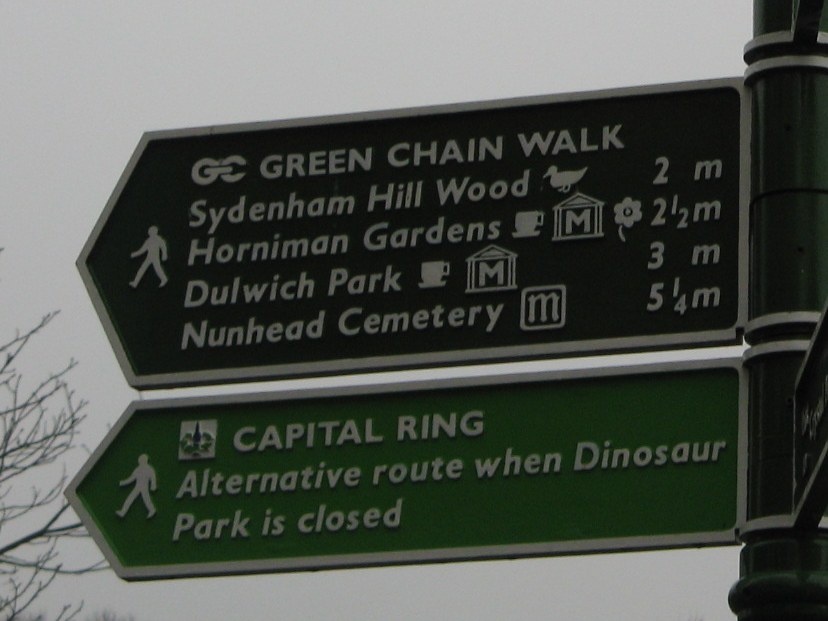 GC GREEN CHAIN WALK
Sydenham Hill Wood 2 m
Horniman Gardens M 2½m
Dulwich Park M 3 m
Nunhead Cemetery m 5¼m
CAPITAL RING
Alternative route when Dinosaur
Park is closed